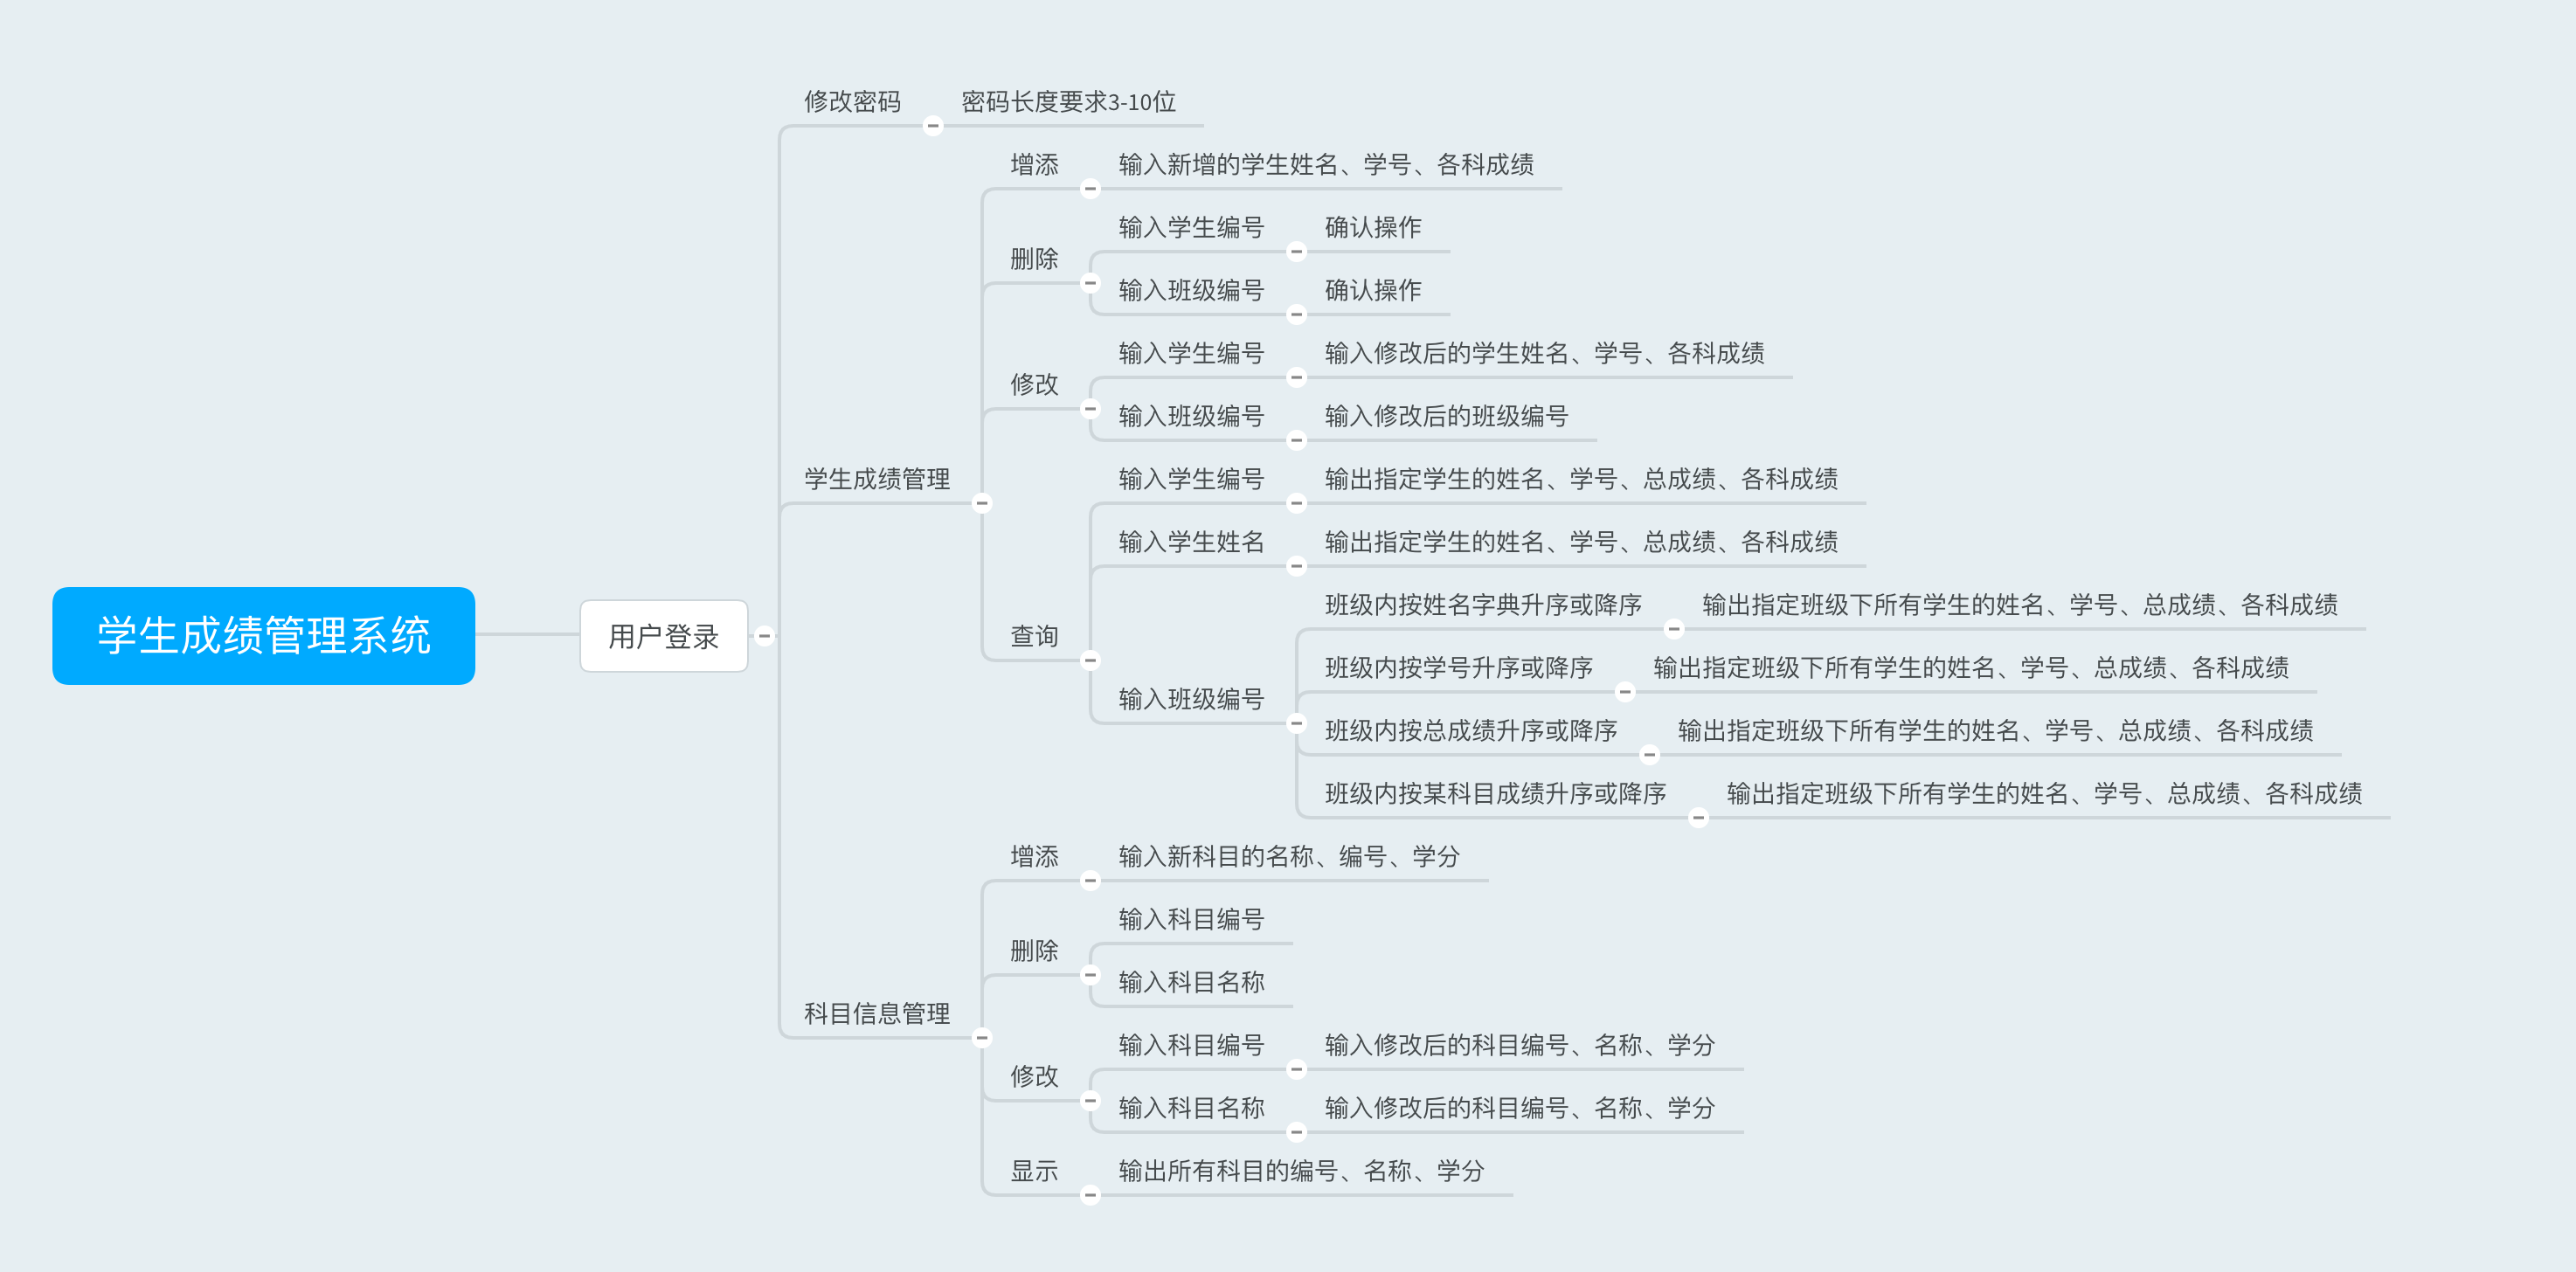 学生成绩管理系统
用户登录
修改密码
密码长度要求3-10位
学生成绩管理
增添
输入新增的学生姓名、学号、各科成绩
删除
输入学生编号
确认操作
输入班级编号
确认操作
修改
输入学生编号
输入修改后的学生姓名、学号、各科成绩
输入班级编号
输入修改后的班级编号
查询
输入学生编号
输出指定学生的姓名、学号、总成绩、各科成绩
输入学生姓名
输出指定学生的姓名、学号、总成绩、各科成绩
输入班级编号
班级内按姓名字典升序或降序
输出指定班级下所有学生的姓名、学号、总成绩、各科成绩
班级内按学号升序或降序
输出指定班级下所有学生的姓名、学号、总成绩、各科成绩
班级内按总成绩升序或降序
输出指定班级下所有学生的姓名、学号、总成绩、各科成绩
班级内按某科目成绩升序或降序
输出指定班级下所有学生的姓名、学号、总成绩、各科成绩
科目信息管理
增添
输入新科目的名称、编号、学分
删除
输入科目编号
输入科目名称
修改
输入科目编号
输入修改后的科目编号、名称、学分
输入科目名称
输入修改后的科目编号、名称、学分
显示
输出所有科目的编号、名称、学分